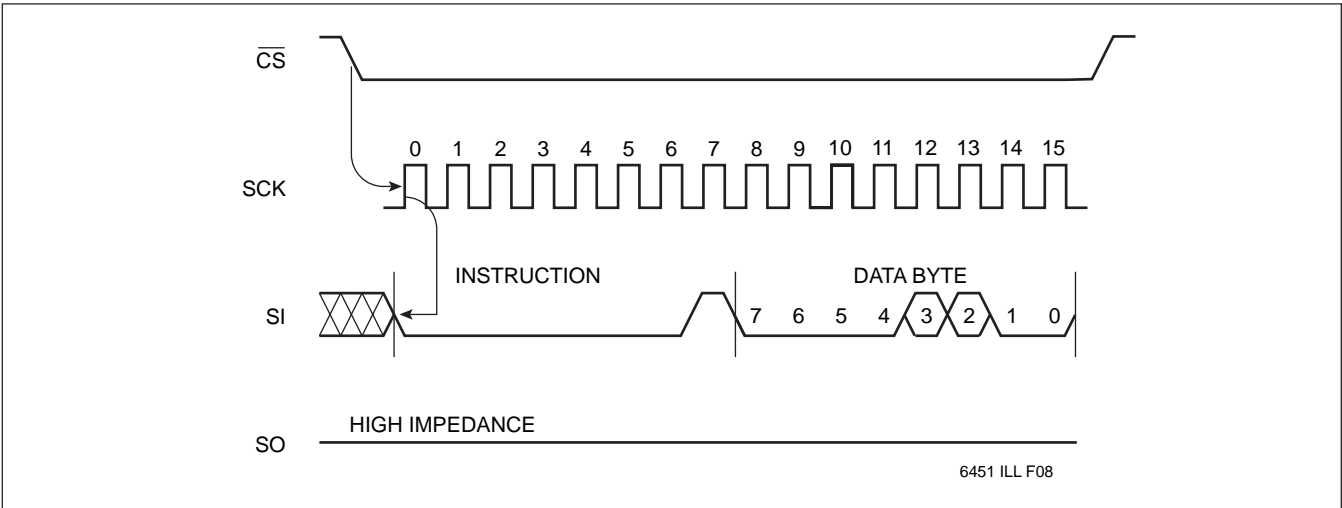 CS
0 1 2 3 4 5 6 7 8 9 10 11 12 13 14 15
SCK
INSTRUCTION DATA BYTE
SI 7 6 5 4 3 2 1 0
HIGH IMPEDANCE
SO
6451 ILL F08